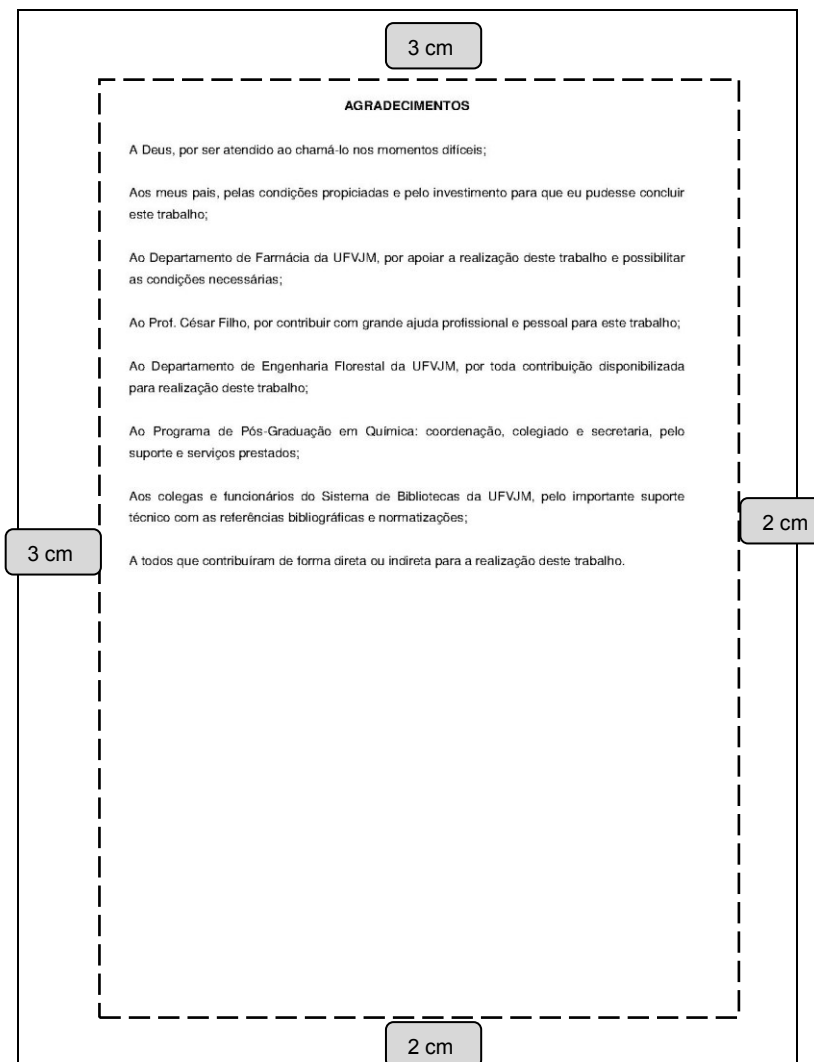 3 cm
AGRADECIMENTOS
A Deus, por ser atendido ao chamá-lo nos momentos difíceis;
Aos meus pais, pelas condições propiciadas e pelo investimento para que eu pudesse concluir
este trabalho;
Ao Departamento de Farmácia da UFVJM, por apoiar a realização deste trabalho e possibilitar
as condições necessárias;
Ao Prof. César Filho, por contribuir com grande ajuda profissional e pessoal para este trabalho;
Ao Departamento de Engenharia Florestal da UFVJM, por toda contribuição disponibilizada
para realização deste trabalho;
Ao Programa de Pós-Graduação em Química: coordenação, colegiado e secretaria, pelo
suporte e serviços prestados;
Aos colegas e funcionários do Sistema de Bibliotecas da UFVJM, pelo importante suporte
técnico com as referências bibliográficas e normatizações;
2 cm
3 cm
A todos que contribuíram de forma direta ou indireta para a realização deste trabalho.
2 cm